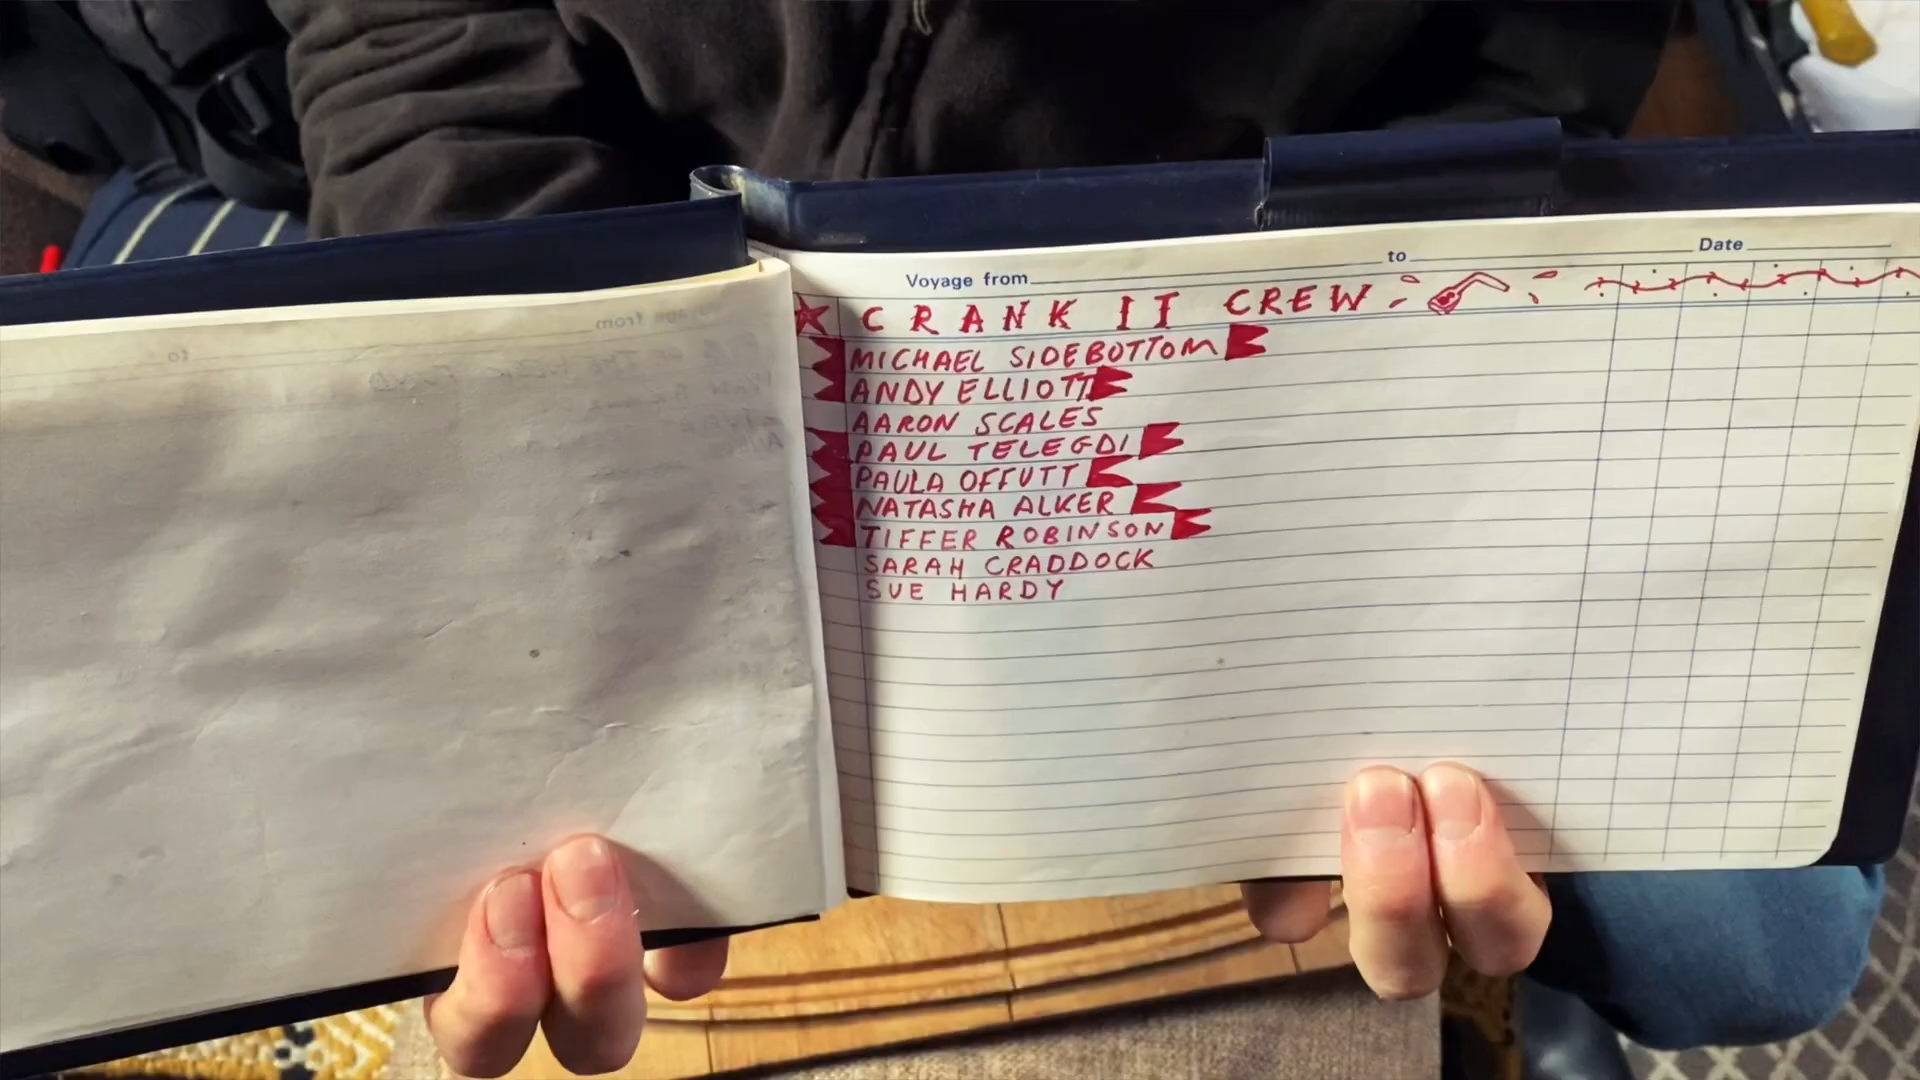 Voyage from to Date
CRANK IT CREW
MICHAEL SIDEBOTTOM
ANDY ELLIOTT
AARON SCALES
PAUL TELEGDI
PAULA OFFUTT
NATASHA ALKER
TIFFER ROBINSON
SARAH CRADDOCK
SUE HARDY